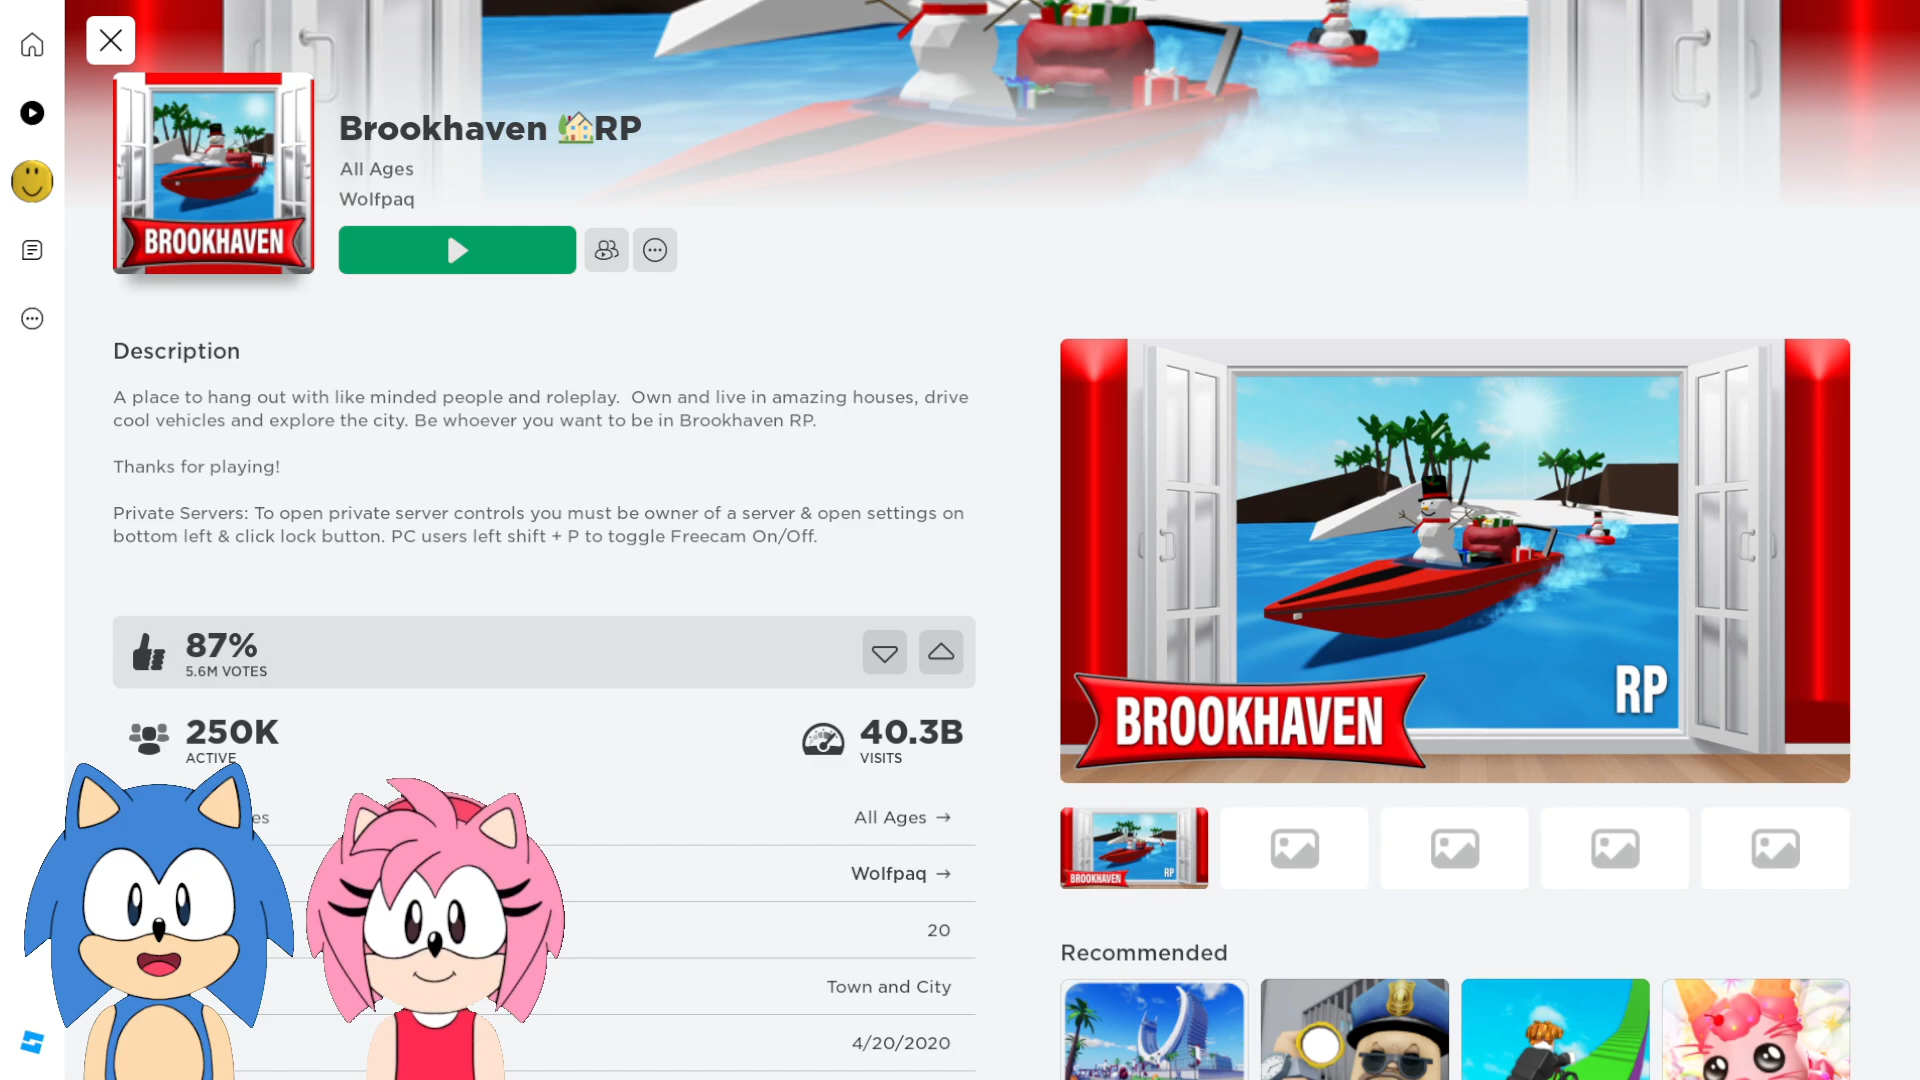 Brookhaven 🏡RP
All Ages
Wolfpaq
BROOKHAVEN
Description
A place to hang out with like minded people and roleplay.  Own and live in amazing houses, drive
cool vehicles and explore the city. Be whoever you want to be in Brookhaven RP.
Thanks for playing!
Private Servers: To open private server controls you must be owner of a server & open settings on
bottom left & click lock button. PC users left shift + P to toggle Freecam On/Off.
87%
5.6M VOTES
250K
ACTIVE
40.3B
VISITS
All Ages →
Wolfpaq →
20
Town and City
4/20/2020
RP
BROOKHAVEN
RP
BROOKHAVEN
Recommended